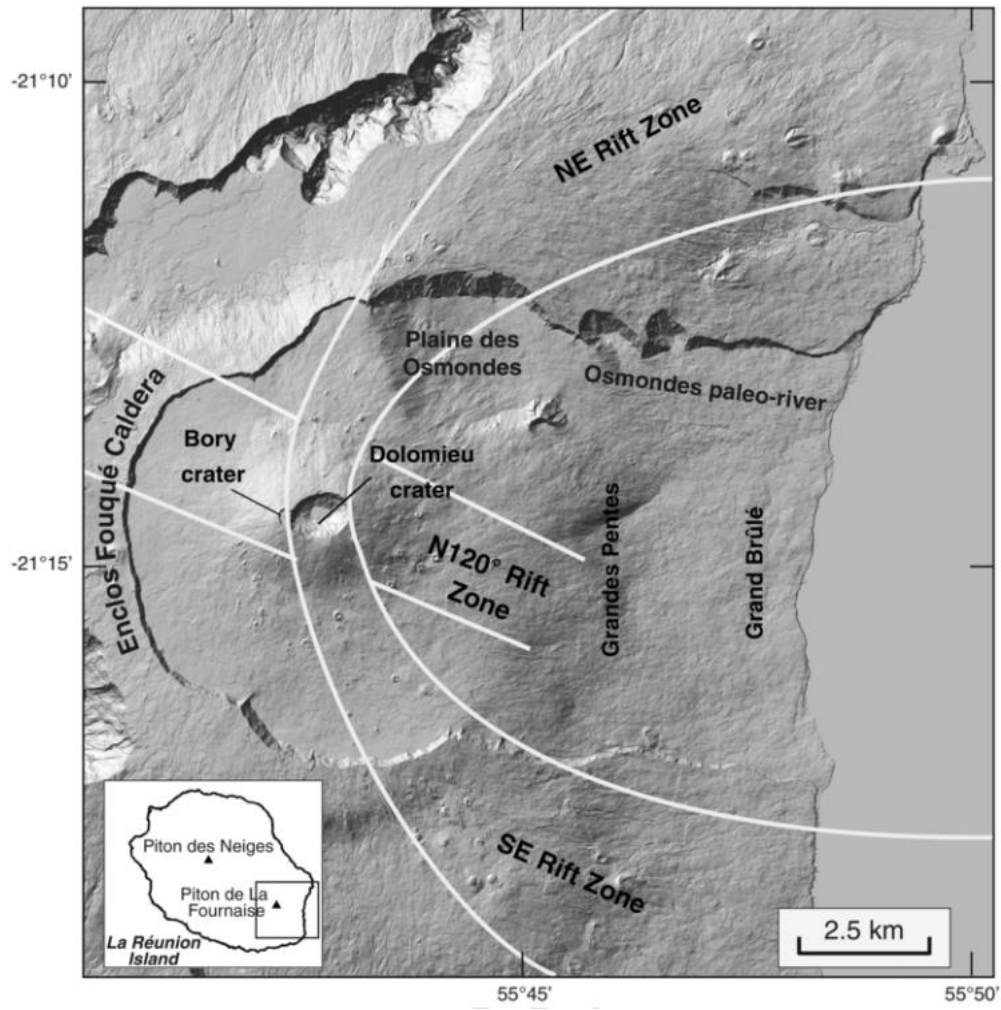 -21°10'
NE Rift Zone
Plaine des
Osmondes
Osmondes paleo-river
Enclos Fouqué Caldera
Bory
crater
Dolomieu
crater
N120° Rift
Zone
Grandes Pentes
Grand Brûlé
-21°15'
SE Rift Zone
Piton des Neiges
Piton de La
Fournaise
La Réunion
Island
2.5 km
55°45'
55°50'